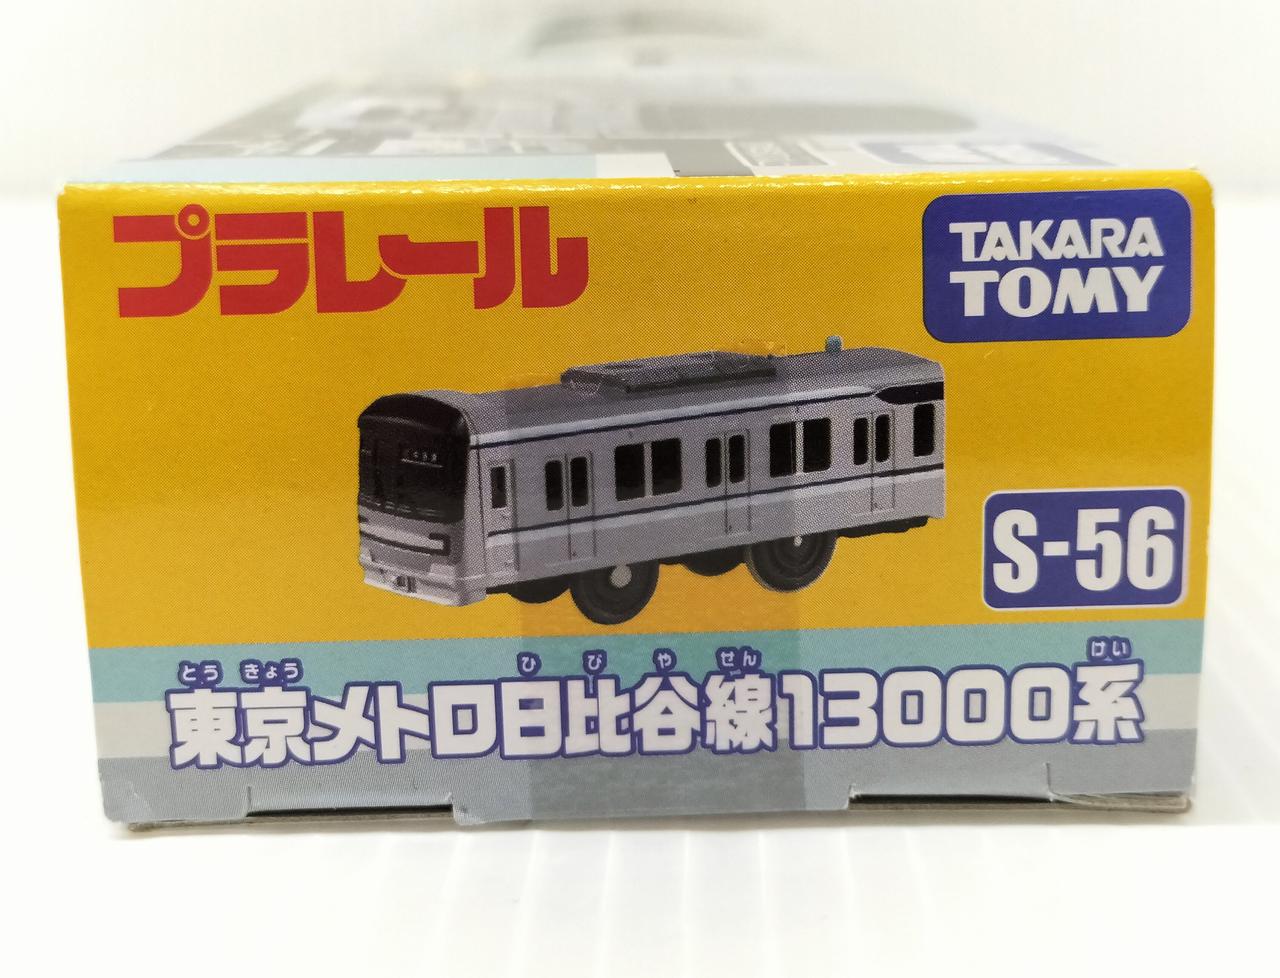 プラレール
TAKARA
TOMY
S-56
とうきょう ひびやせん けい
東京メトロ日比谷線13000系